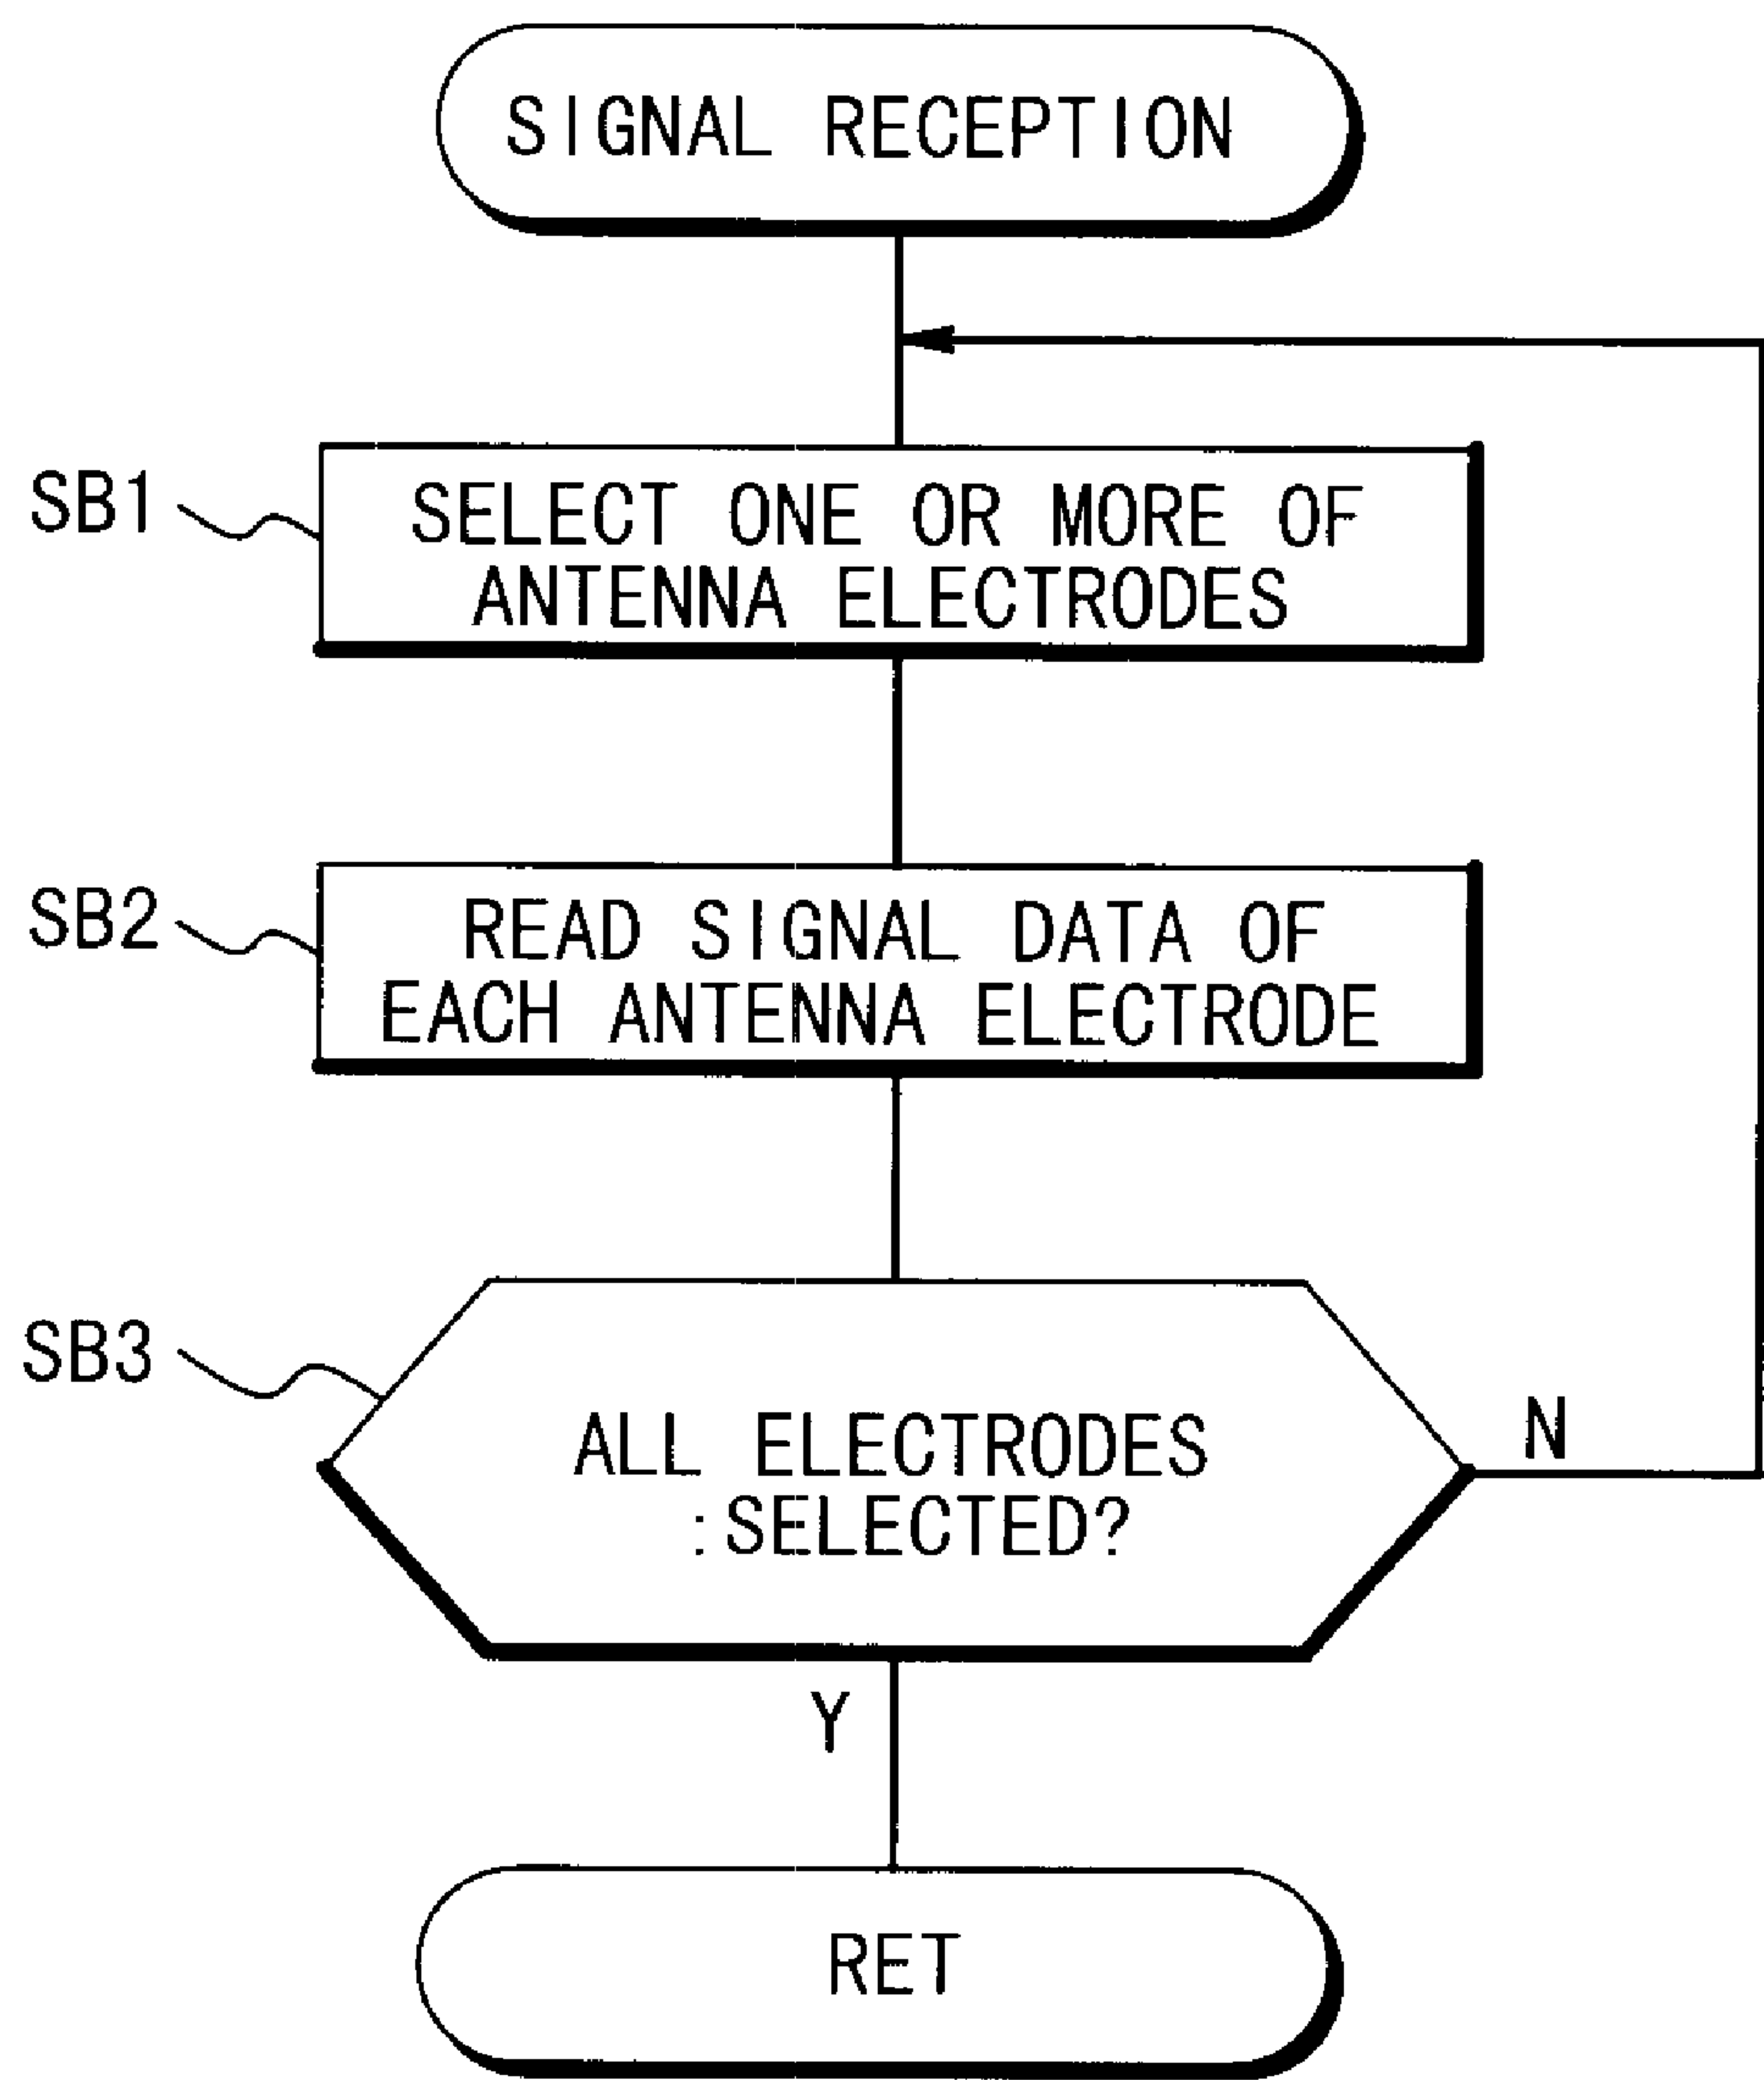 SIGNAL RECEPTION
SB1
SELECT ONE OR MORE OF
ANTENNA ELECTRODES
SB2
READ SIGNAL DATA OF
EACH ANTENNA ELECTRODE
SB3
ALL ELECTRODES
:SELECTED?
N
Y
RET